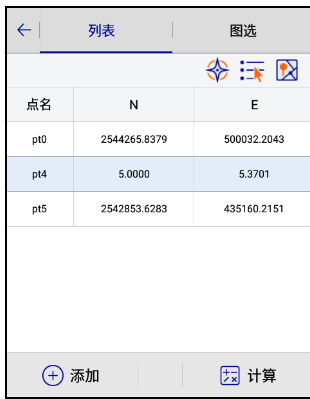 列表 图选
点名 N E
pt0 2544265.8379 500032.2043
pt4 5.0000 5.3701
pt5 2542853.6283 435160.2151
添加 计算